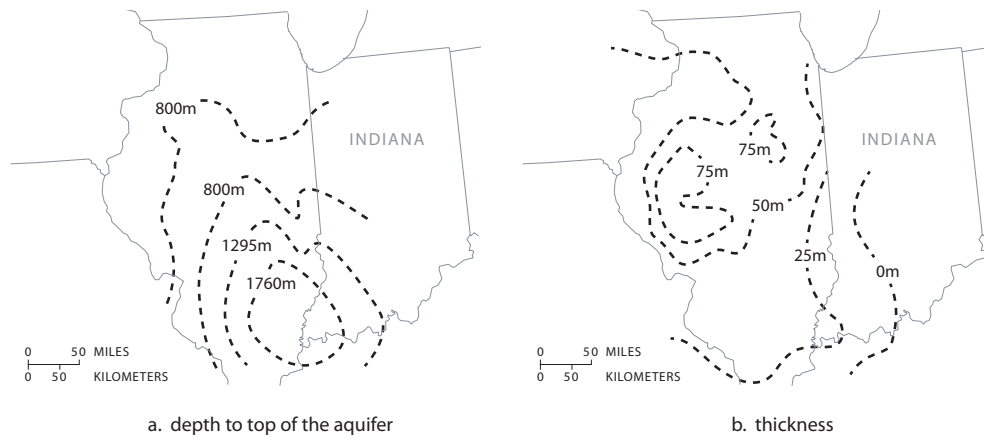 800m
INDIANA
800m
1295m
1760m
0 50 MILES
0 50 KILOMETERS
a. depth to top of the aquifer
INDIANA
75m
75m
50m
25m
0m
0 50 MILES
0 50 KILOMETERS
b. thickness